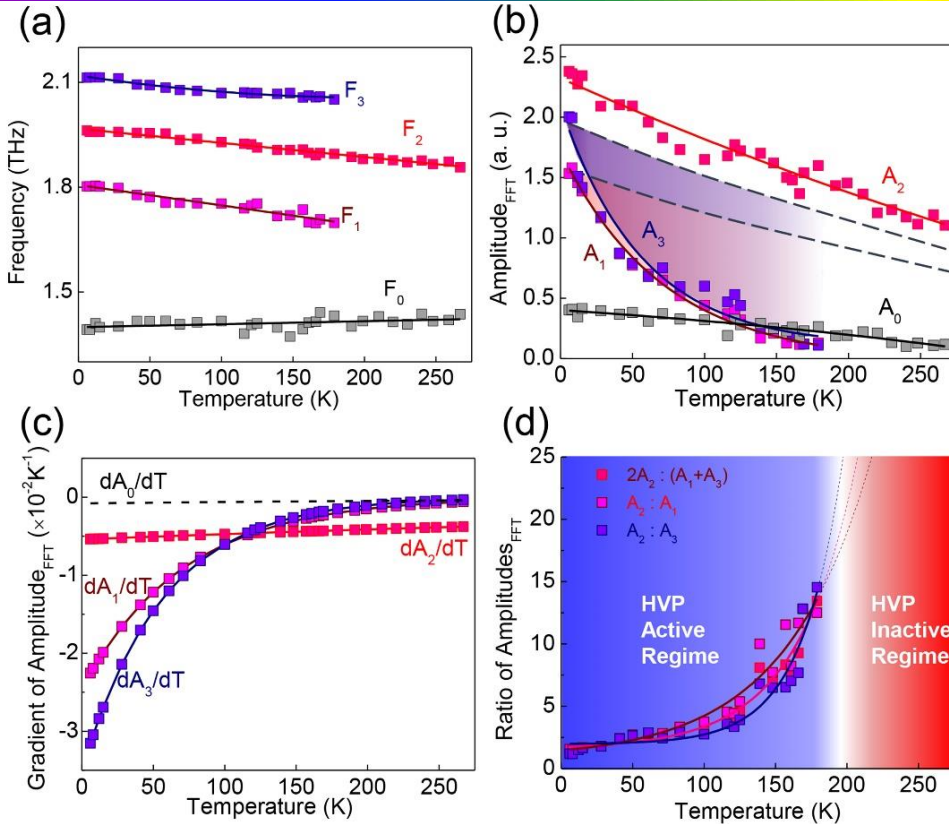 (a)
Frequency (THz)
2.1
1.8
1.5
F₃
F₂
F₁
F₀
0 50 100 150 200 250
Temperature (K)
(b)
Amplitude_FFT (a. u.)
2.5
2.0
1.5
1.0
0.5
0.0
A₂
A₃
A₁
A₀
0 50 100 150 200 250
Temperature (K)
(c)
Gradient of Amplitude_FFT (×10⁻²K⁻¹)
0
-1
-2
-3
dA₀/dT
dA₂/dT
dA₁/dT
dA₃/dT
0 50 100 150 200 250
Temperature (K)
(d)
Ratio of Amplitudes_FFT
25
20
15
10
5
0
2A₂ : (A₁+A₃)
A₂ : A₁
A₂ : A₃
HVP
Active
Regime
HVP
Inactive
Regime
0 50 100 150 200 250
Temperature (K)